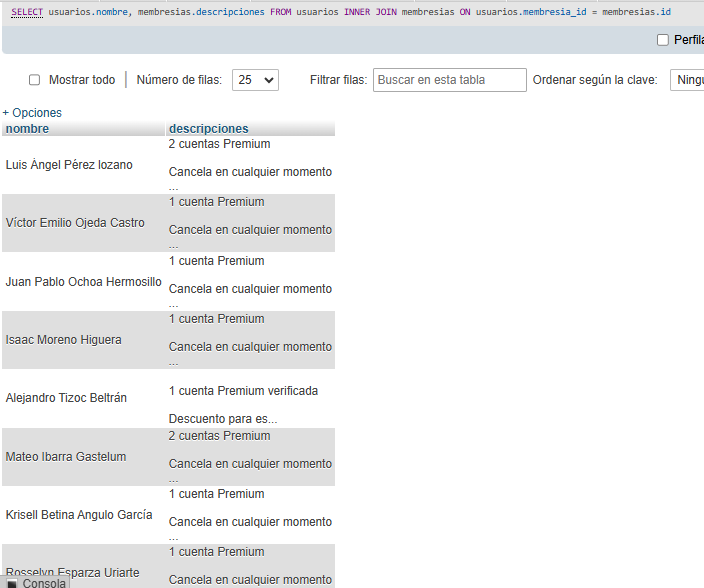 SELECT usuarios.nombre, membresias.descripciones FROM usuarios INNER JOIN membresias ON usuarios.membresia_id = membresias.id
Perfila
Mostrar todo | Número de filas: 25 Filtrar filas: Buscar en esta tabla Ordenar según la clave: Ningu
+ Opciones
nombre descripciones
Luis Ángel Pérez lozano
2 cuentas Premium
Cancela en cualquier momento
...
Víctor Emilio Ojeda Castro
1 cuenta Premium
Cancela en cualquier momento
...
Juan Pablo Ochoa Hermosillo
1 cuenta Premium
Cancela en cualquier momento
...
Isaac Moreno Higuera
1 cuenta Premium
Cancela en cualquier momento
...
Alejandro Tizoc Beltrán
1 cuenta Premium verificada
Descuento para es...
Mateo Ibarra Gastelum
2 cuentas Premium
Cancela en cualquier momento
...
Krisell Betina Angulo García
1 cuenta Premium
Cancela en cualquier momento
...
Rosselyn Esparza Uriarte
1 cuenta Premium
Cancela en cualquier momento
Consola